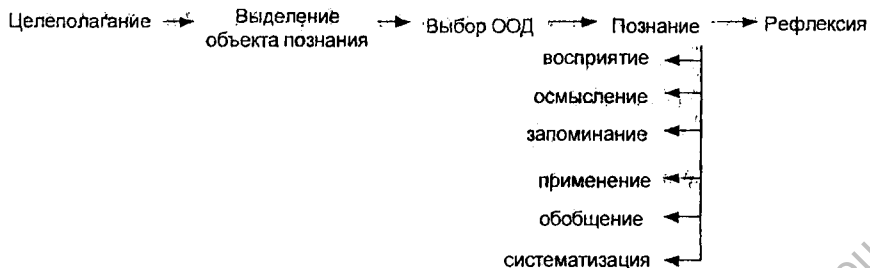 Целеполагание → Выделение объекта познания → Выбор ООД → Познание → Рефлексия
восприятие
осмысление
запоминание
применение
обобщение
систематизация